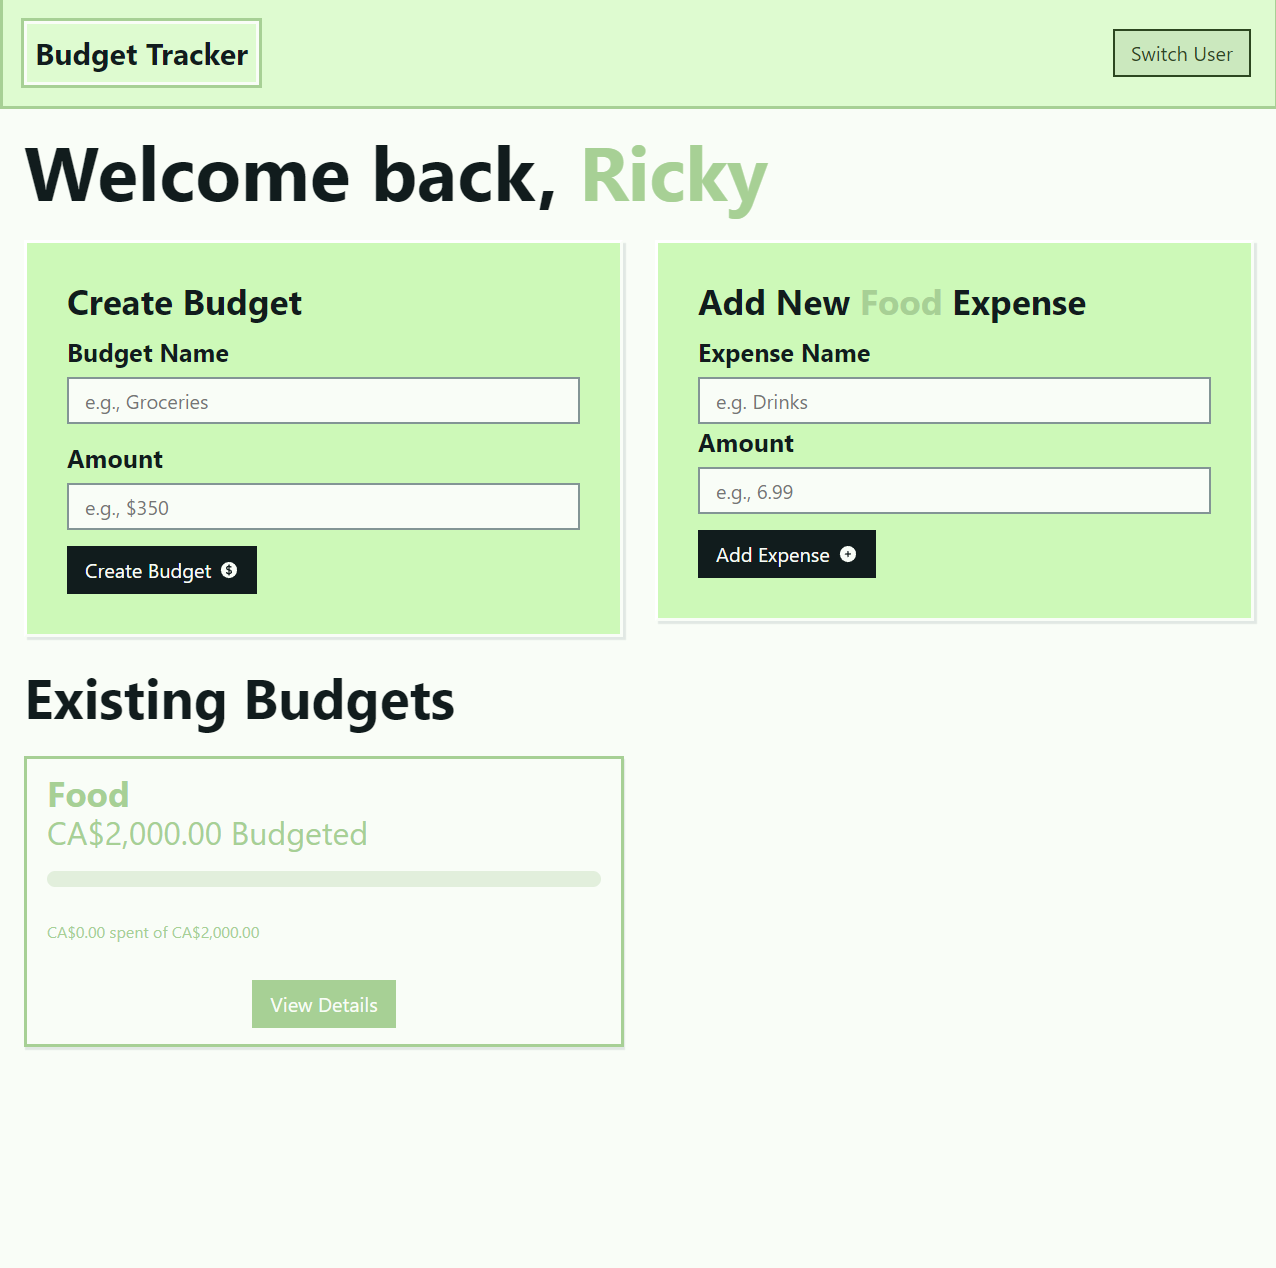 Budget Tracker
Switch User
Welcome back, Ricky
Create Budget
Budget Name
e.g., Groceries
Amount
e.g., $350
Create Budget $
Add New Food Expense
Expense Name
e.g. Drinks
Amount
e.g., 6.99
Add Expense +
Existing Budgets
Food
CA$2,000.00 Budgeted
CA$0.00 spent of CA$2,000.00
View Details